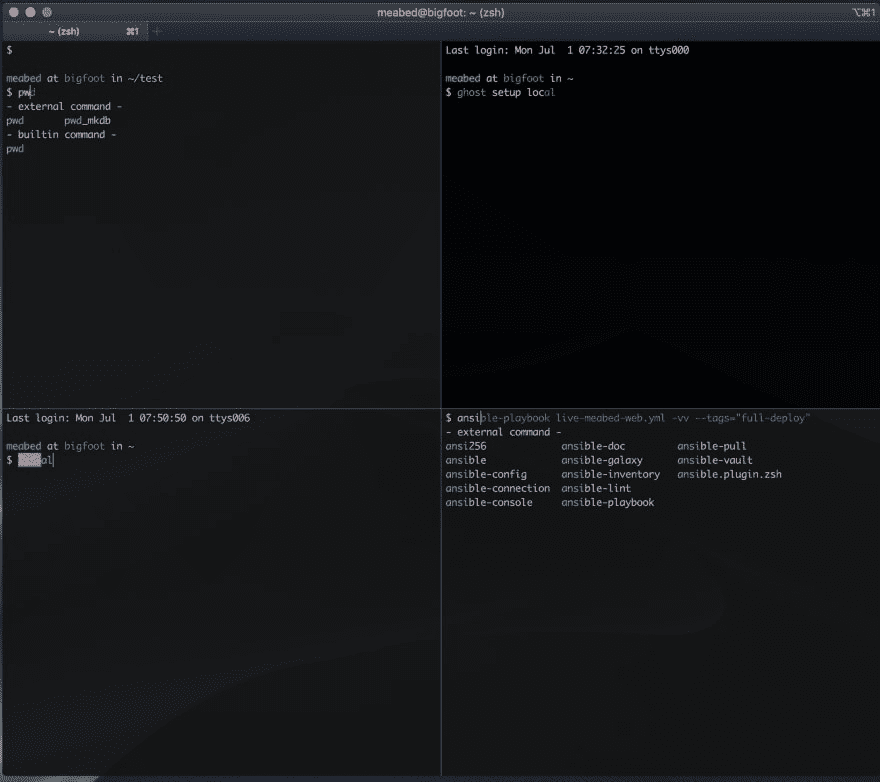 meabed@bigfoot: ~ (zsh)
⌥⌘1
~ (zsh) ⌘1 +
$
meabed at bigfoot in ~/test
$ pwd
- external command -
pwd pwd_mkdb
- builtin command -
pwd
Last login: Mon Jul 1 07:32:25 on ttys000
meabed at bigfoot in ~
$ ghost setup local
Last login: Mon Jul 1 07:50:50 on ttys006
meabed at bigfoot in ~
$
$ ansible-playbook live-meabed-web.yml -vv --tags="full-deploy"
- external command -
ansi256 ansible-doc ansible-pull
ansible ansible-galaxy ansible-vault
ansible-config ansible-inventory ansible.plugin.zsh
ansible-connection ansible-lint
ansible-console ansible-playbook